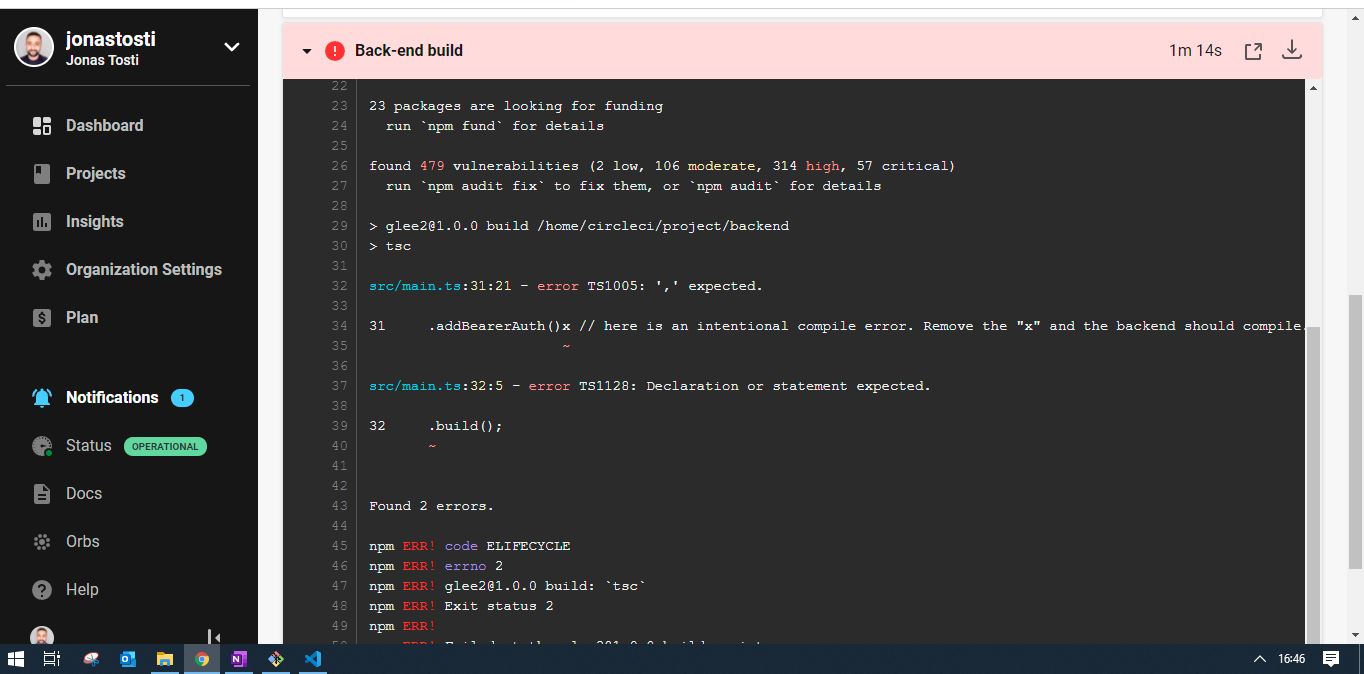 jonastosti
Jonas Tosti
Dashboard
Projects
Insights
Organization Settings
Plan
Notifications 1
Status OPERATIONAL
Docs
Orbs
Help
Back-end build 1m 14s
22
23 23 packages are looking for funding
24 run `npm fund` for details
25
26 found 479 vulnerabilities (2 low, 106 moderate, 314 high, 57 critical)
27 run `npm audit fix` to fix them, or `npm audit` for details
28
29 > glee2@1.0.0 build /home/circleci/project/backend
30 > tsc
31
32 src/main.ts:31:21 - error TS1005: ',' expected.
33
34 31 .addBearerAuth()x // here is an intentional compile error. Remove the "x" and the backend should compile.
35 ~
36
37 src/main.ts:32:5 - error TS1128: Declaration or statement expected.
38
39 32 .build();
40 ~
41
42
43 Found 2 errors.
44
45 npm ERR! code ELIFECYCLE
46 npm ERR! errno 2
47 npm ERR! glee2@1.0.0 build: `tsc`
48 npm ERR! Exit status 2
49 npm ERR!
16:46